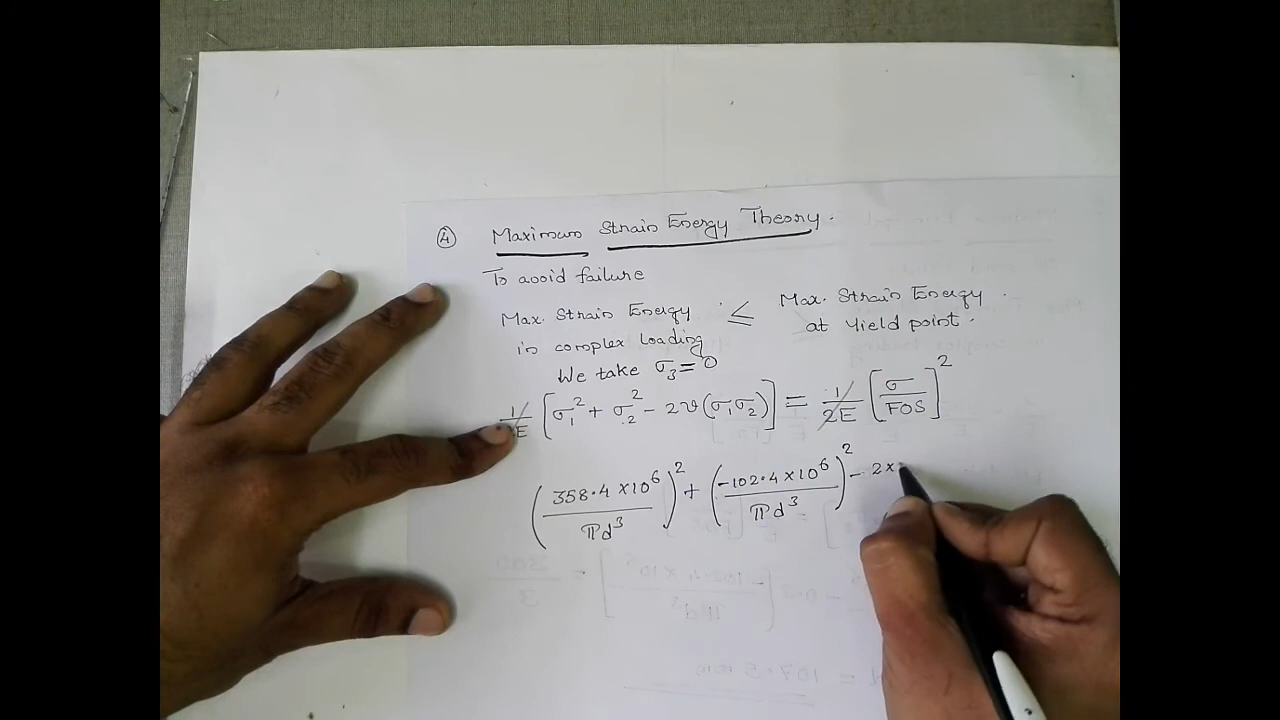 ④ Maximum Strain Energy Theory.
To avoid failure
Max. Strain Energy ≤ Max. Strain Energy
in complex loading at yield point.
We take σ₃=0
1/2E [σ₁² + σ₂² - 2ν(σ₁σ₂)] = 1/2E [σ/FOS]²
(358.4×10⁶/πd³)² + (-102.4×10⁶/πd³)² - 2×